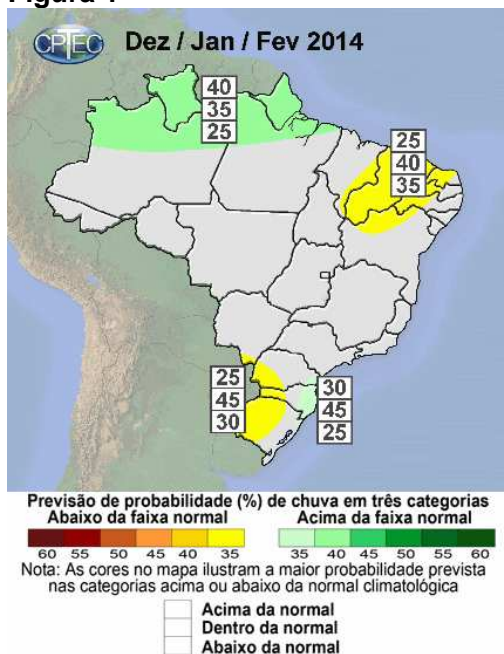 Figura 1
CPTEC
Dez / Jan / Fev 2014
40
35
25
25
40
35
25
45
30
30
45
25
Previsão de probabilidade (%) de chuva em três categorias
Abaixo da faixa normal Acima da faixa normal
60 55 50 45 40 35 35 40 45 50 55 60
Nota: As cores no mapa ilustram a maior probabilidade prevista
nas categorias acima ou abaixo da normal climatológica
Acima da normal
Dentro da normal
Abaixo da normal